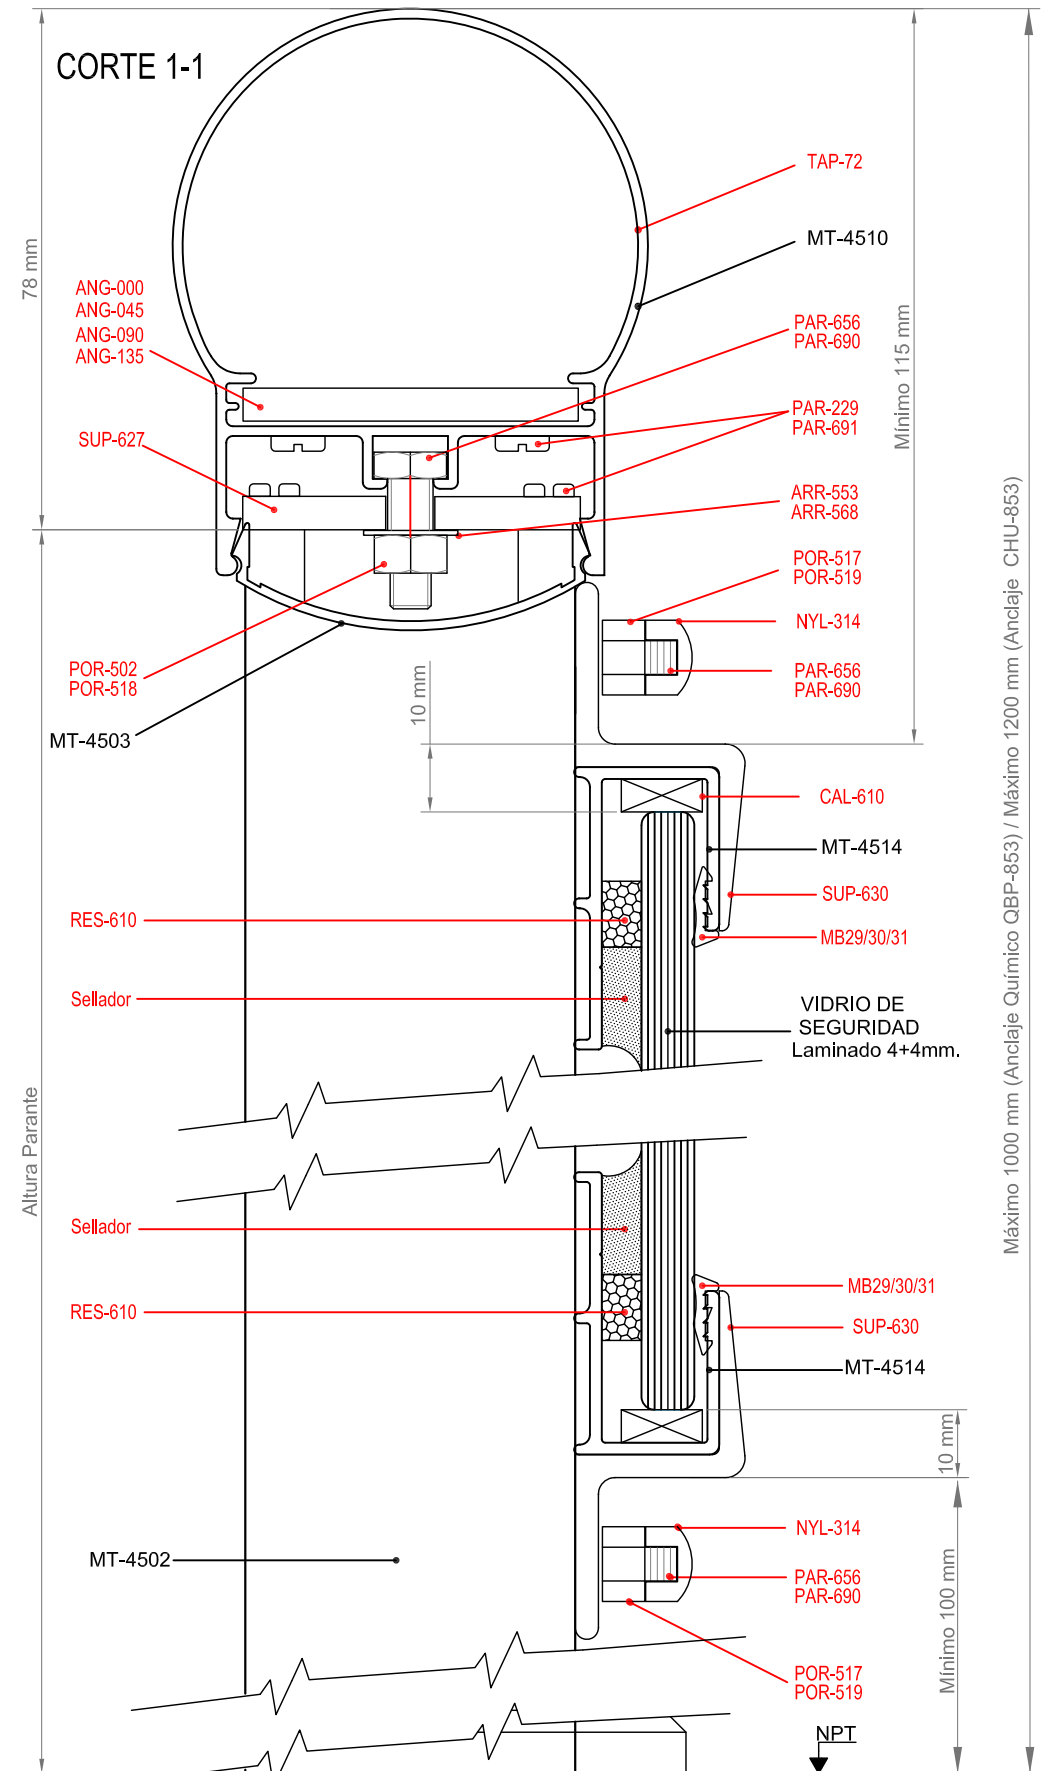 CORTE 1-1
TAP-72
MT-4510
78 mm
ANG-000
ANG-045
ANG-090
ANG-135
PAR-656
PAR-690
Mínimo 115 mm
PAR-229
PAR-691
SUP-627
ARR-553
ARR-568
POR-517
POR-519
NYL-314
POR-502
POR-518
PAR-656
PAR-690
10 mm
MT-4503
CAL-610
MT-4514
SUP-630
RES-610
MB29/30/31
Sellador
VIDRIO DE
SEGURIDAD
Laminado 4+4mm.
Máximo 1000 mm (Anclaje Químico QBP-853) / Máximo 1200 mm (Anclaje CHU-853)
Altura Parante
Sellador
MB29/30/31
RES-610
SUP-630
MT-4514
10 mm
NYL-314
MT-4502
PAR-656
PAR-690
Mínimo 100 mm
POR-517
POR-519
NPT